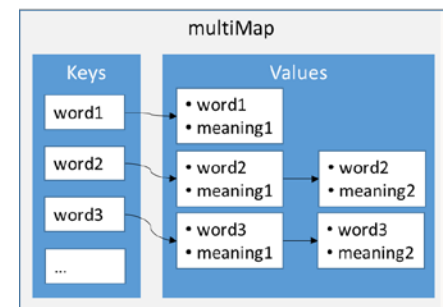 multiMap
Keys
Values
word1
• word1
• meaning1
word2
• word2
• meaning1
• word2
• meaning2
word3
• word3
• meaning1
• word3
• meaning2
...